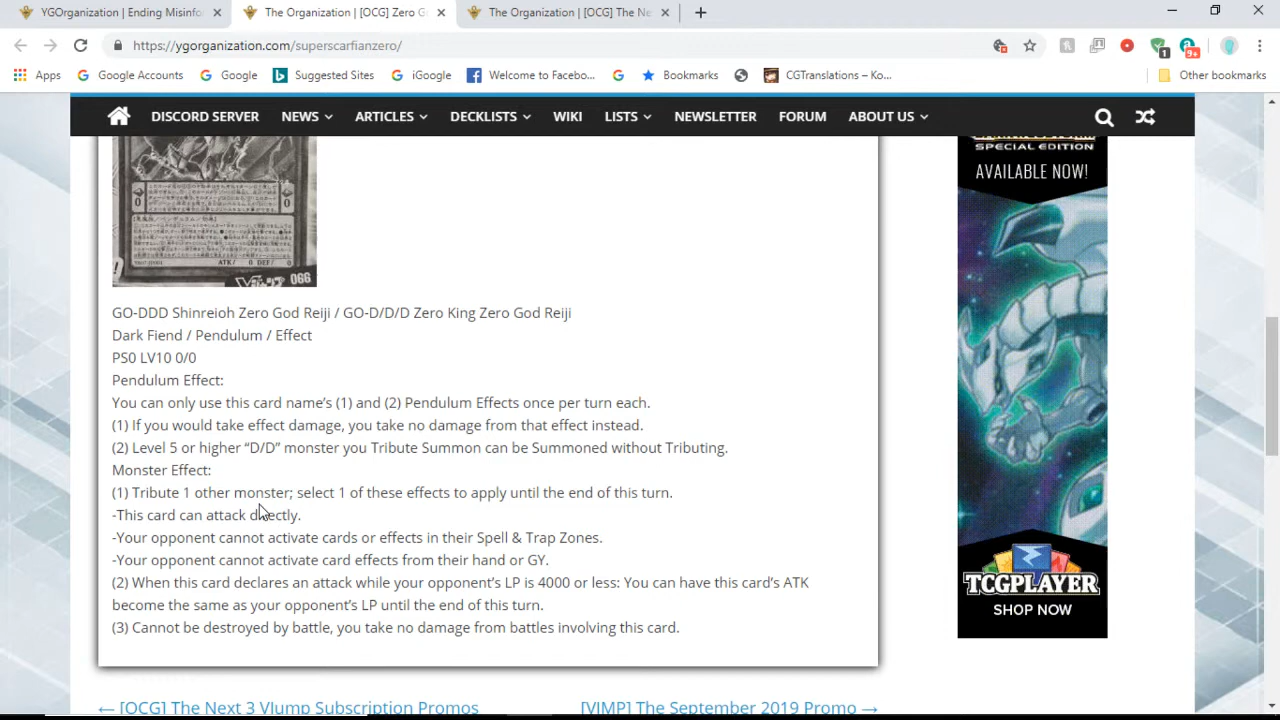 YGOrganization | Ending Misinfo
The Organization | [OCG] Zero G
The Organization | [OCG] The Ne
https://ygorganization.com/superscarfianzero/
1
9+
Apps
Google Accounts
Google
Suggested Sites
iGoogle
Welcome to Facebo...
Bookmarks
CGTranslations – Ko...
Other bookmarks
DISCORD SERVER
NEWS
ARTICLES
DECKLISTS
WIKI
LISTS
NEWSLETTER
FORUM
ABOUT US
SPECIAL EDITION
AVAILABLE NOW!
0
0
ATK/ 0 DEF/ 0
066
GO-DDD Shinreioh Zero God Reiji / GO-D/D/D Zero King Zero God Reiji
Dark Fiend / Pendulum / Effect
PS0 LV10 0/0
Pendulum Effect:
You can only use this card name’s (1) and (2) Pendulum Effects once per turn each.
(1) If you would take effect damage, you take no damage from that effect instead.
(2) Level 5 or higher “D/D” monster you Tribute Summon can be Summoned without Tributing.
Monster Effect:
(1) Tribute 1 other monster; select 1 of these effects to apply until the end of this turn.
-This card can attack directly.
-Your opponent cannot activate cards or effects in their Spell & Trap Zones.
-Your opponent cannot activate card effects from their hand or GY.
(2) When this card declares an attack while your opponent’s LP is 4000 or less: You can have this card’s ATK
become the same as your opponent’s LP until the end of this turn.
(3) Cannot be destroyed by battle, you take no damage from battles involving this card.
TCGPLAYER
SHOP NOW
← [OCG] The Next 3 VJump Subscription Promos
[VJMP] The September 2019 Promo →